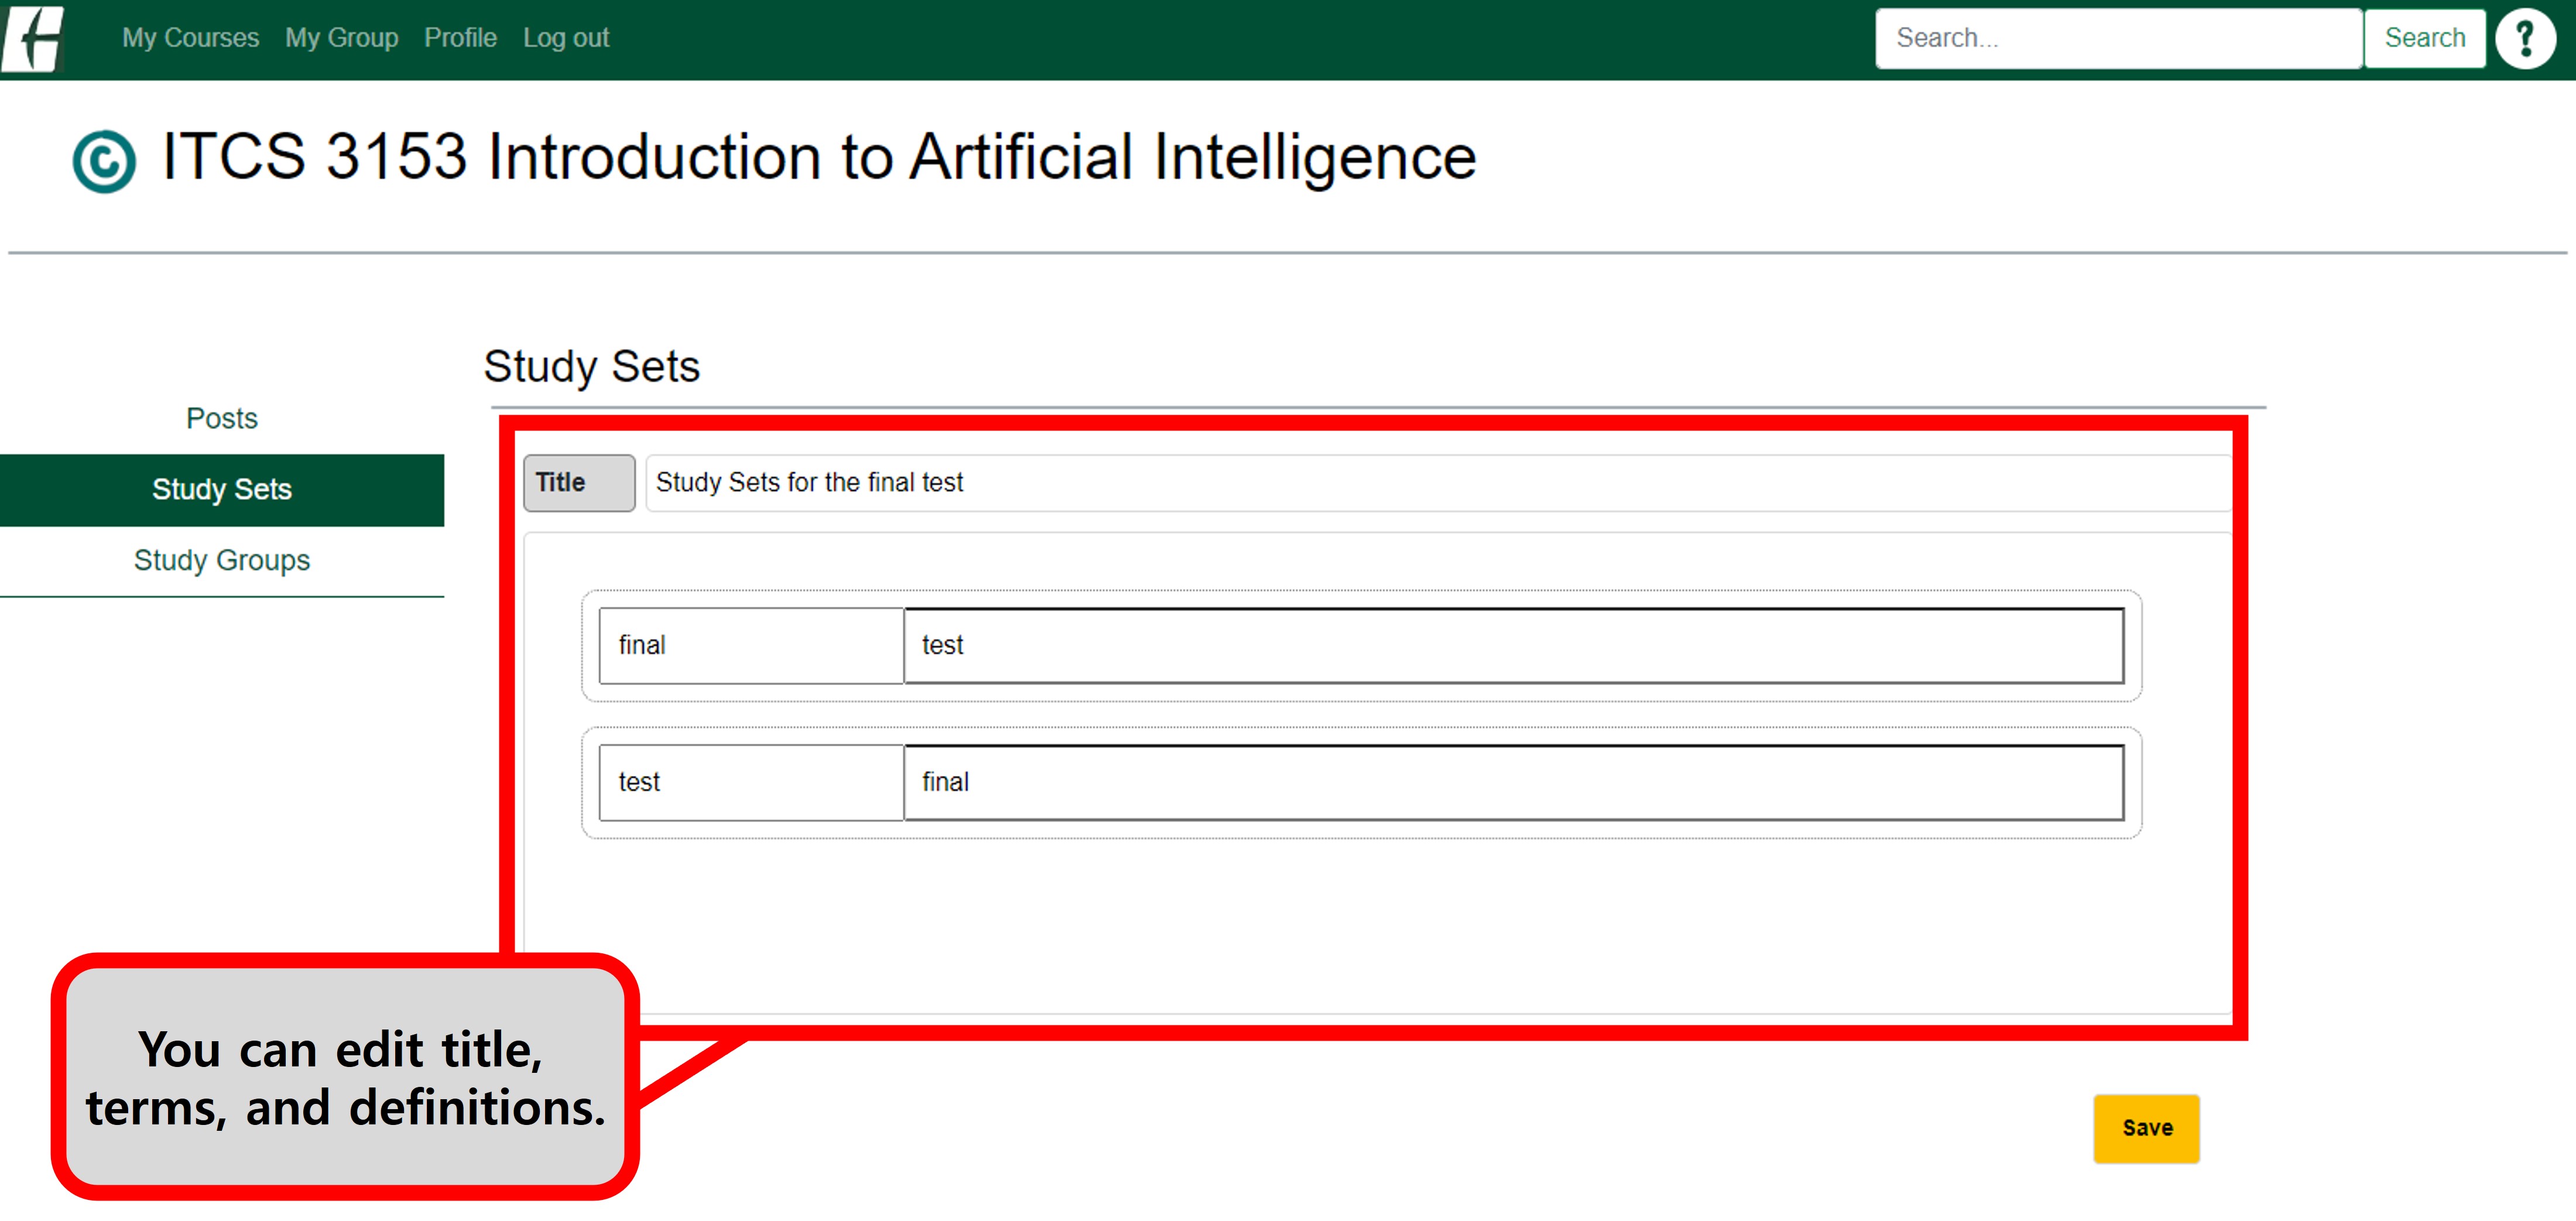 My Courses My Group Profile Log out Search... Search ?
© ITCS 3153 Introduction to Artificial Intelligence
Study Sets
Posts
Study Sets
Study Groups
Title Study Sets for the final test
final test
test final
You can edit title,
terms, and definitions.
Save